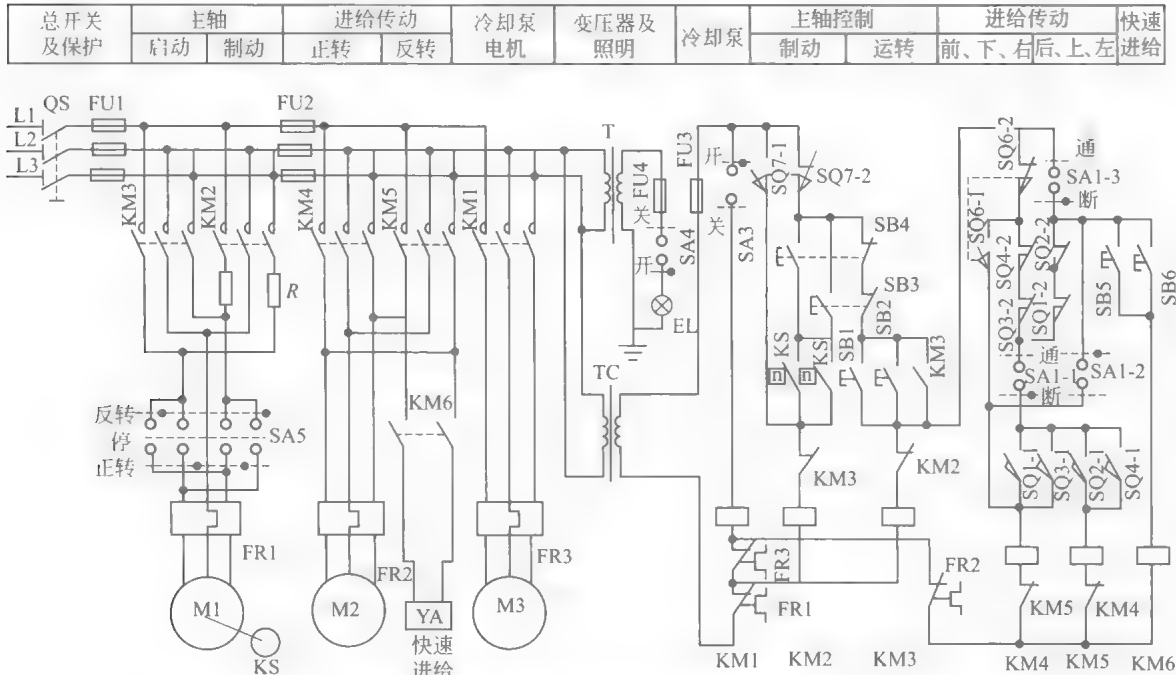 总开关及保护
主轴
启动
制动
进给传动
正转
反转
冷却泵电机
变压器及照明
冷却泵
主轴控制
制动
运转
进给传动
前、下、右
后、上、左
快速进给
L1
L2
L3
QS
FU1
FU2
KM3
KM2
KM4
KM5
KM1
R
T
FU4
关
开
SA4
EL
TC
FU3
开
关
SA3
SQ7-1
SQ7-2
SB4
SB3
SB2
SB1
KS
KS
n
n
KM3
KM3
KM2
SQ6-2
SQ6-1
通
断
SA1-3
SQ4-2
SQ2-2
SQ3-2
SQ1-2
SB5
SB6
通
断
SA1-1
SA1-2
SQ1-1
SQ3-1
SQ2-1
SQ4-1
反转
停
正转
SA5
KM6
FR1
FR2
FR3
M1
M2
M3
KS
YA
快速
进给
FR3
FR1
FR2
KM5
KM4
KM1
KM2
KM3
KM4
KM5
KM6